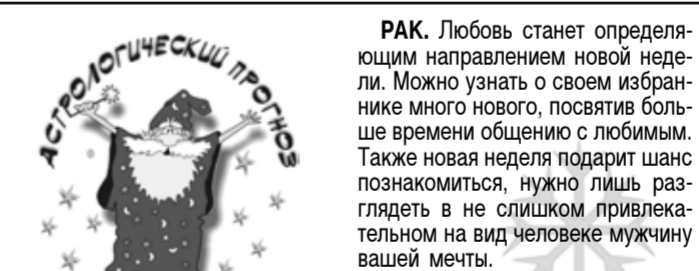 АСТРОЛОГИЧЕСКИЙ ПРОГНОЗ
РАК. Любовь станет определя-
ющим направлением новой неде-
ли. Можно узнать о своем избран-
нике много нового, посвятив боль-
ше времени общению с любимым.
Также новая неделя подарит шанс
познакомиться, нужно лишь раз-
глядеть в не слишком привлека-
тельном на вид человеке мужчину
вашей мечты.